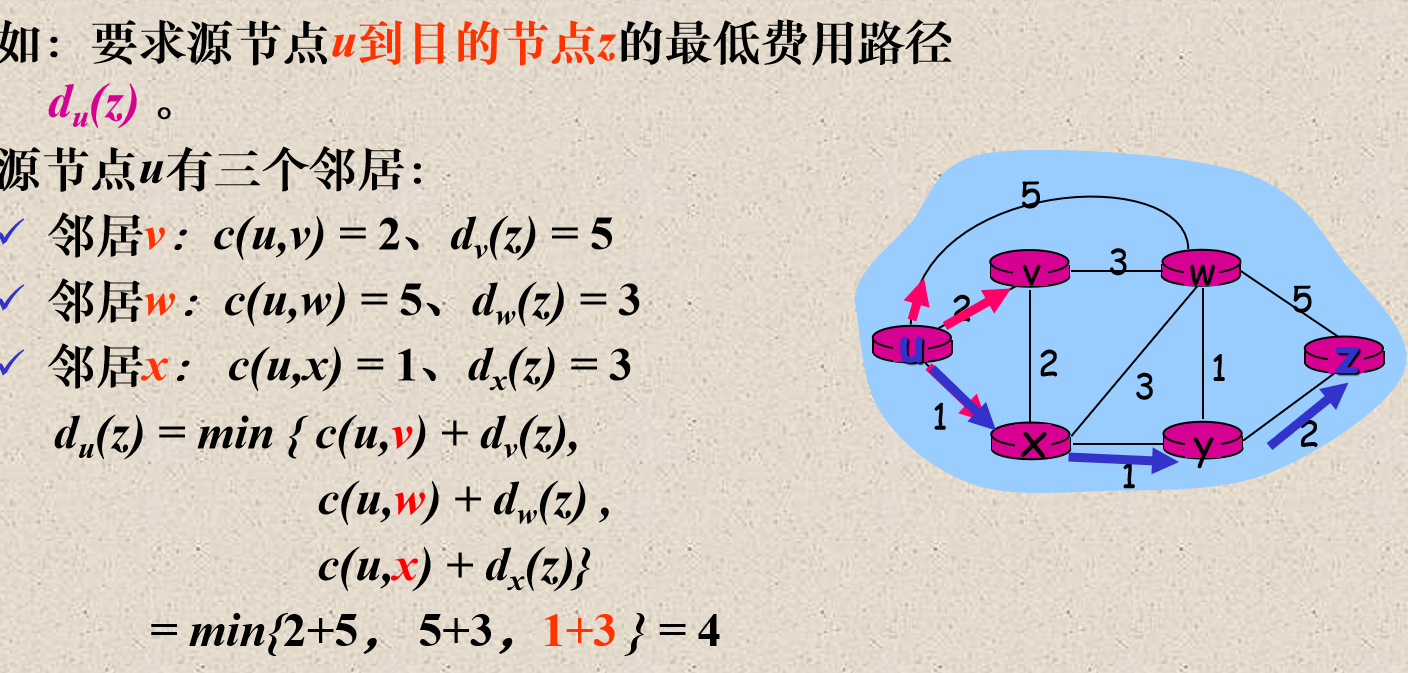 如：要求源节点u到目的节点z的最低费用路径
du(z) 。
源节点u有三个邻居：
✓ 邻居v： c(u,v) = 2、dv(z) = 5
✓ 邻居w： c(u,w) = 5、dw(z) = 3
✓ 邻居x： c(u,x) = 1、dx(z) = 3
du(z) = min { c(u,v) + dv(z),
c(u,w) + dw(z) ,
c(u,x) + dx(z)}
= min{2+5， 5+3，1+3 } = 4
5
v 3 w
2 5
u z
2 3 1
1 2
x y
1